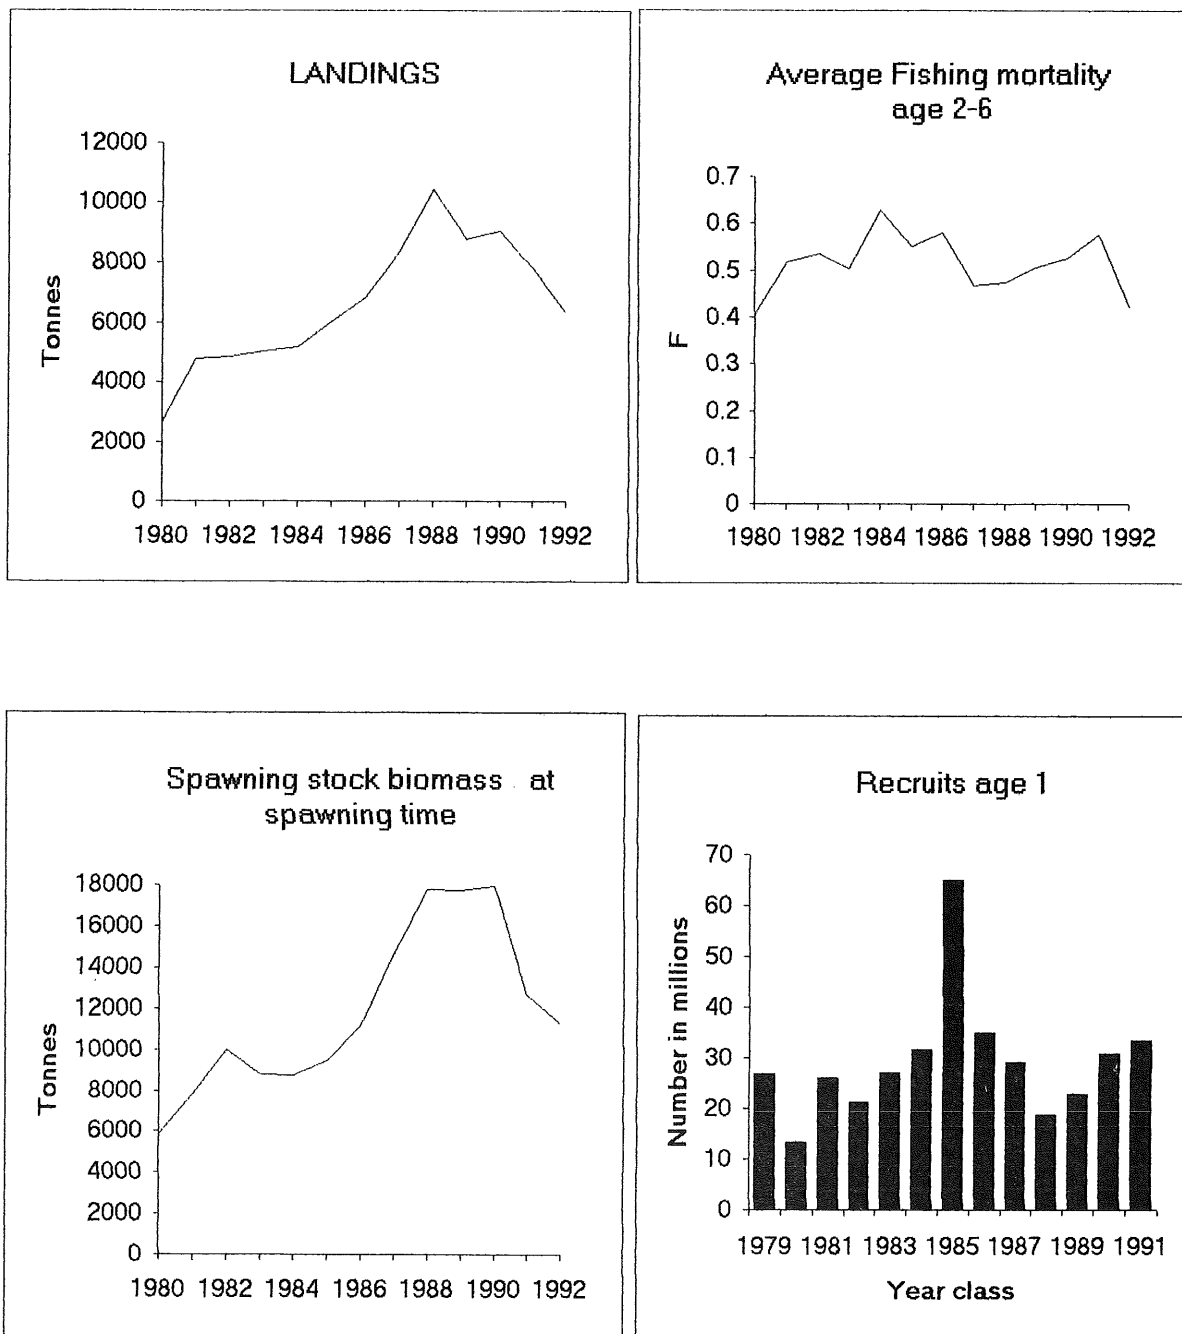 LANDINGS
12000
10000
8000
6000
4000
2000
0
Tonnes
1980 1982 1984 1986 1988 1990 1992
Average Fishing mortality
age 2-6
0.7
0.6
0.5
0.4
0.3
0.2
0.1
0
F
1980 1982 1984 1986 1988 1990 1992
Spawning stock biomass at
spawning time
18000
16000
14000
12000
10000
8000
6000
4000
2000
0
Tonnes
1980 1982 1984 1986 1988 1990 1992
Recruits age 1
70
60
50
40
30
20
10
0
Number in millions
1979 1981 1983 1985 1987 1989 1991
Year class